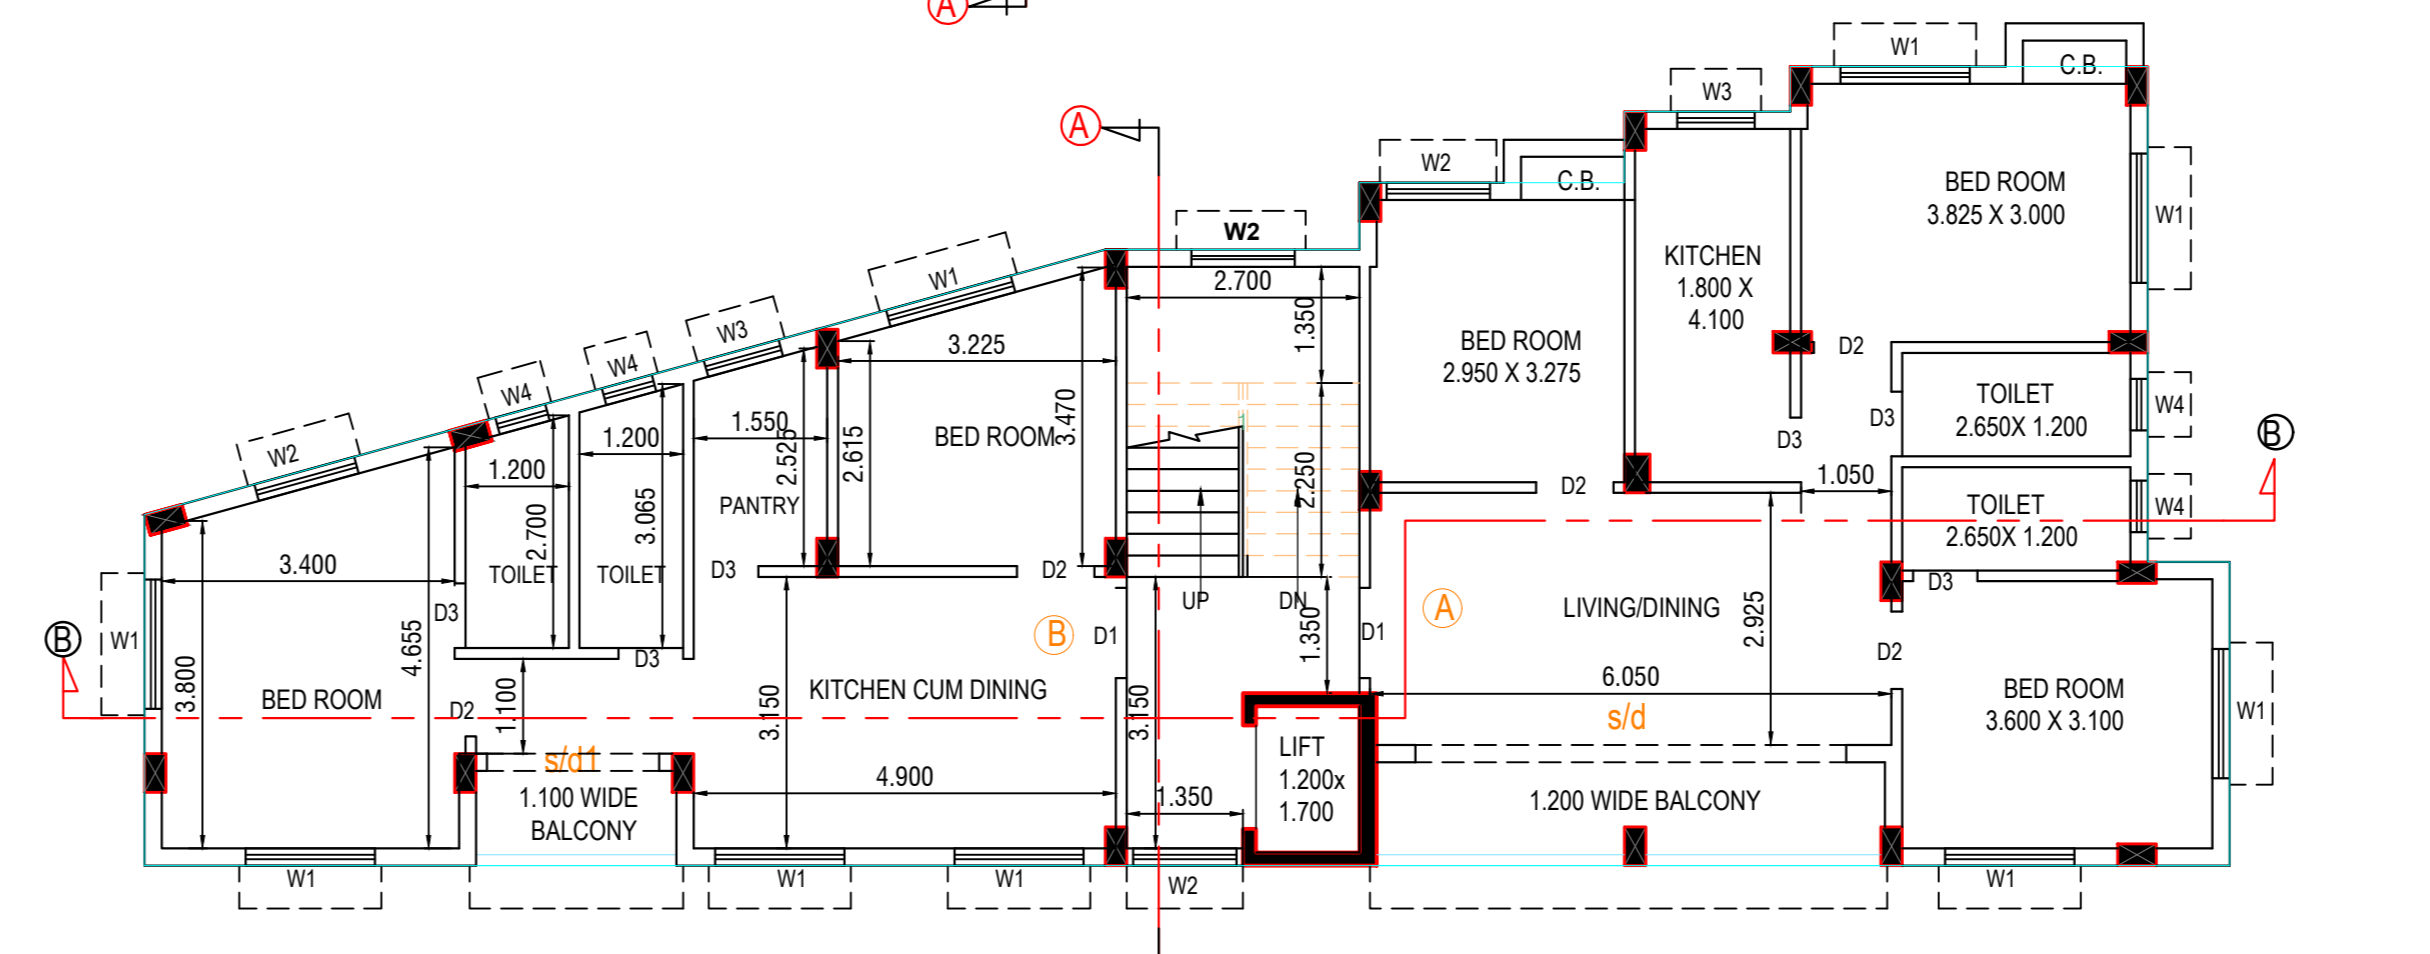 A
W1
C.B.
W3
A
W2
C.B.
BED ROOM
3.825 X 3.000
W1
W2
2.700
1.350
KITCHEN
1.800 X
4.100
W1
W3
3.225
BED ROOM
2.950 X 3.275
D2
W4
W4
TOILET
2.650X 1.200
W4
D3
D3
W2
1.200
1.550
2.525
2.615
BED ROOM
3.470
1.200
2.250
D2
1.050
B
TOILET
2.650X 1.200
W4
PANTRY
2.700
3.065
3.400
TOILET
TOILET
D3
D2
D3
UP
DN
A
LIVING/DINING
2.925
D3
B
W1
3.800
4.655
B
D1
1.350
D1
D2
D3
BED ROOM
D2
1.100
KITCHEN CUM DINING
3.150
3.150
6.050
s/d
BED ROOM
3.600 X 3.100
W1
s/d1
1.100 WIDE
BALCONY
4.900
1.350
LIFT
1.200x
1.700
1.200 WIDE BALCONY
W1
W1
W1
W2
W1